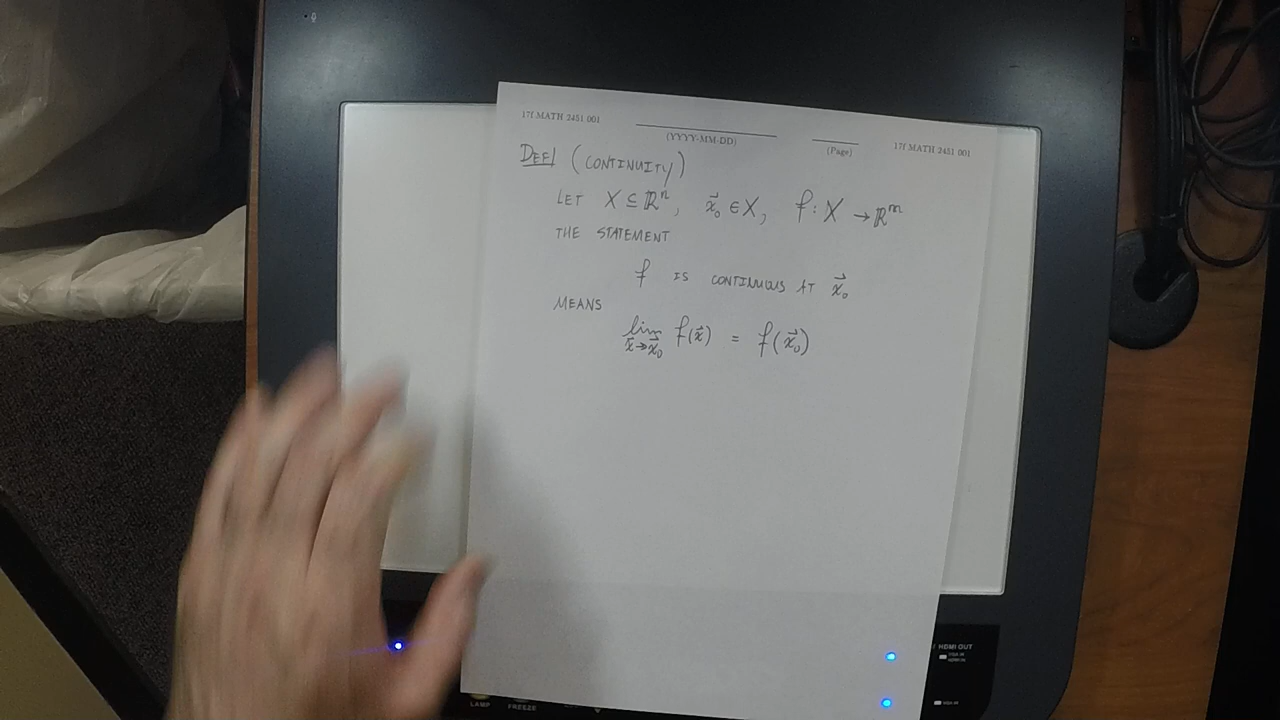 17f MATH 2451 001
(YYYY-MM-DD)
(Page)
17f MATH 2451 001
DEF (CONTINUITY)
LET X ⊆ ℝⁿ, x⃗₀ ∈ X, f : X → ℝᵐ
THE STATEMENT
f IS CONTINUOUS AT x⃗₀
MEANS
lim f(x⃗) = f(x⃗₀)
x⃗→x⃗₀
HDMI OUT
LAMP
FREEZE